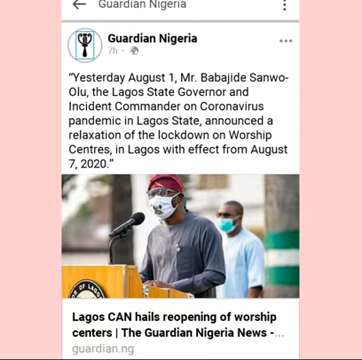 Guardian Nigeria
Guardian Nigeria
7h ·
“Yesterday August 1, Mr. Babajide Sanwo-
Olu, the Lagos State Governor and
Incident Commander on Coronavirus
pandemic in Lagos State, announced a
relaxation of the lockdown on Worship
Centres, in Lagos with effect from August
7, 2020.“
Lagos CAN hails reopening of worship
centers | The Guardian Nigeria News -...
guardian.ng